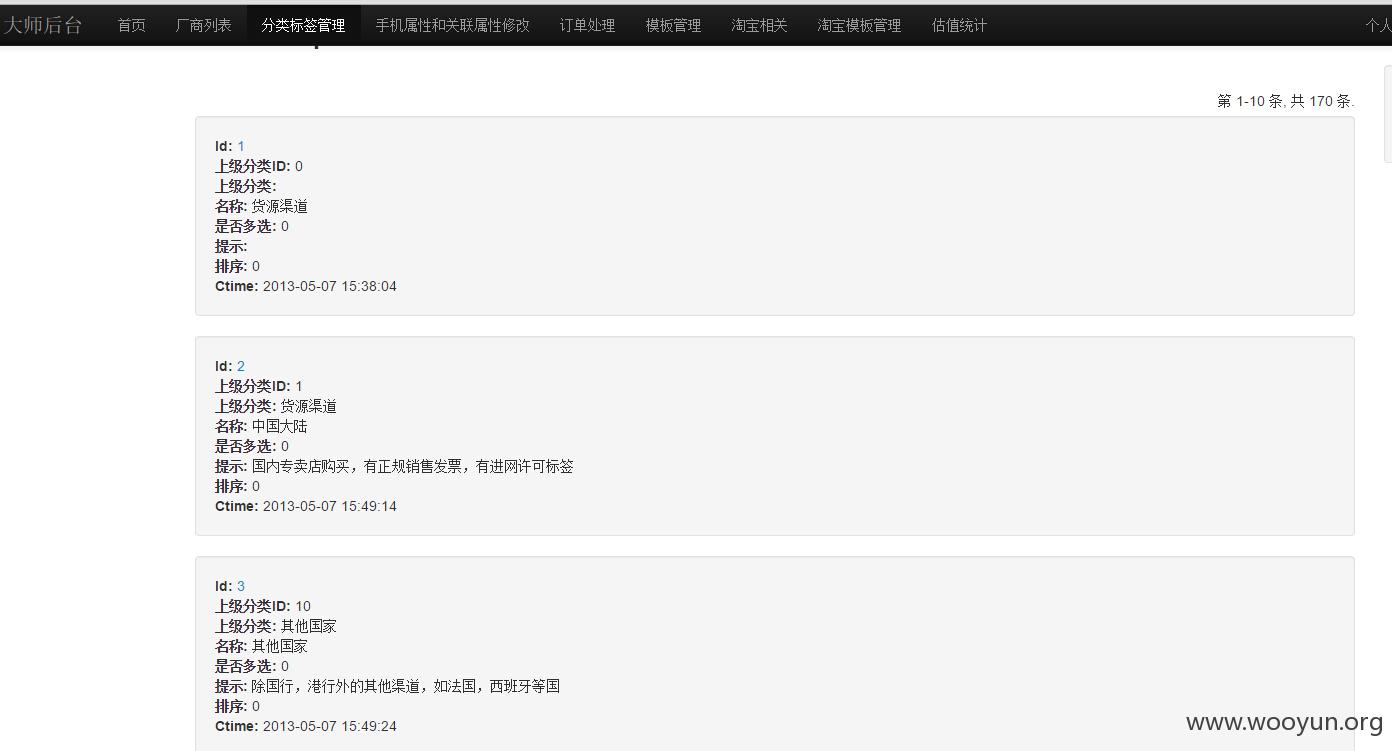 大师后台 首页 厂商列表 分类标签管理 手机属性和关联属性修改 订单处理 模板管理 淘宝相关 淘宝模板管理 估值统计 个人
第 1-10 条, 共 170 条.
Id: 1
上级分类ID: 0
上级分类:
名称: 货源渠道
是否多选: 0
提示:
排序: 0
Ctime: 2013-05-07 15:38:04
Id: 2
上级分类ID: 1
上级分类: 货源渠道
名称: 中国大陆
是否多选: 0
提示: 国内专卖店购买，有正规销售发票，有进网许可标签
排序: 0
Ctime: 2013-05-07 15:49:14
Id: 3
上级分类ID: 10
上级分类: 其他国家
名称: 其他国家
是否多选: 0
提示: 除国行，港行外的其他渠道，如法国，西班牙等国
排序: 0
Ctime: 2013-05-07 15:49:24
www.wooyun.org